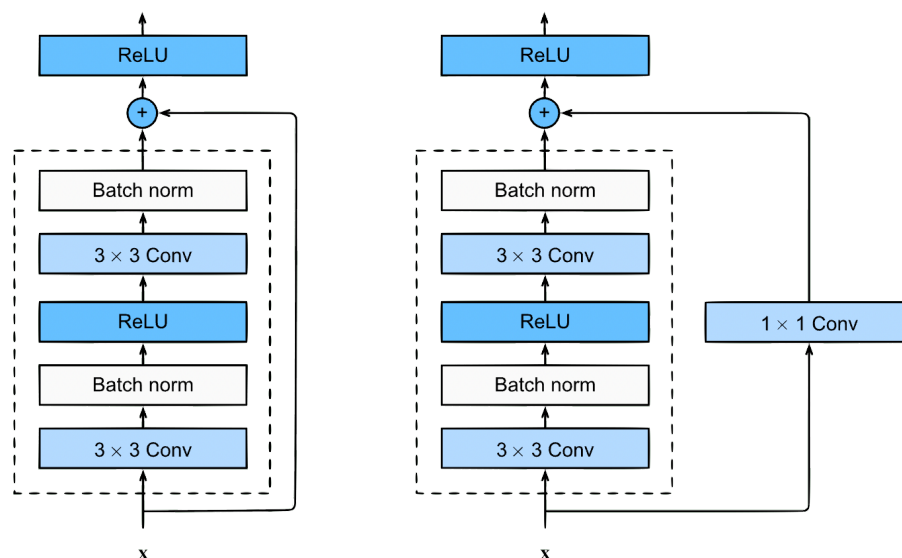 ReLU
+
Batch norm
3 × 3 Conv
ReLU
Batch norm
3 × 3 Conv
x
ReLU
+
Batch norm
3 × 3 Conv
ReLU
Batch norm
3 × 3 Conv
1 × 1 Conv
x